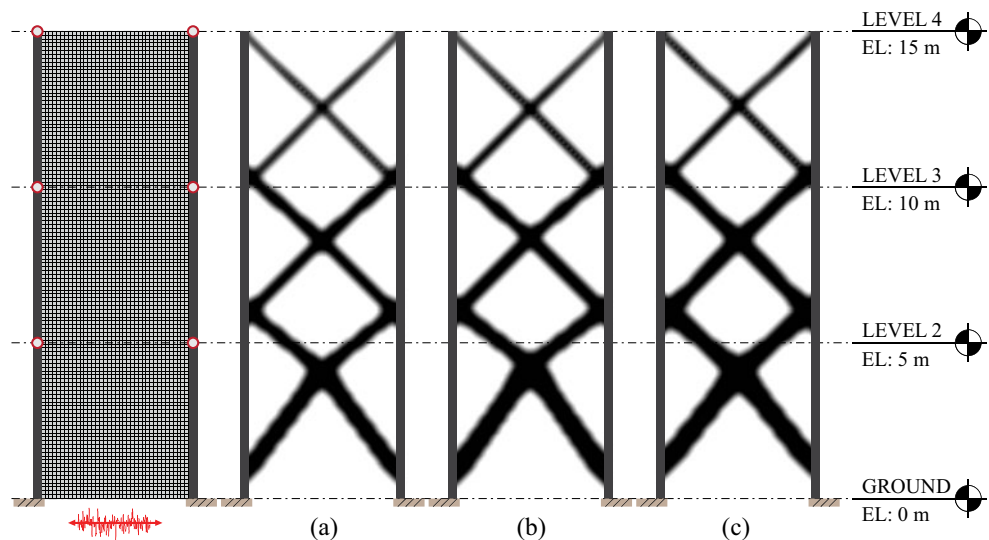 LEVEL 4
EL: 15 m
LEVEL 3
EL: 10 m
LEVEL 2
EL: 5 m
GROUND
EL: 0 m
(a)
(b)
(c)